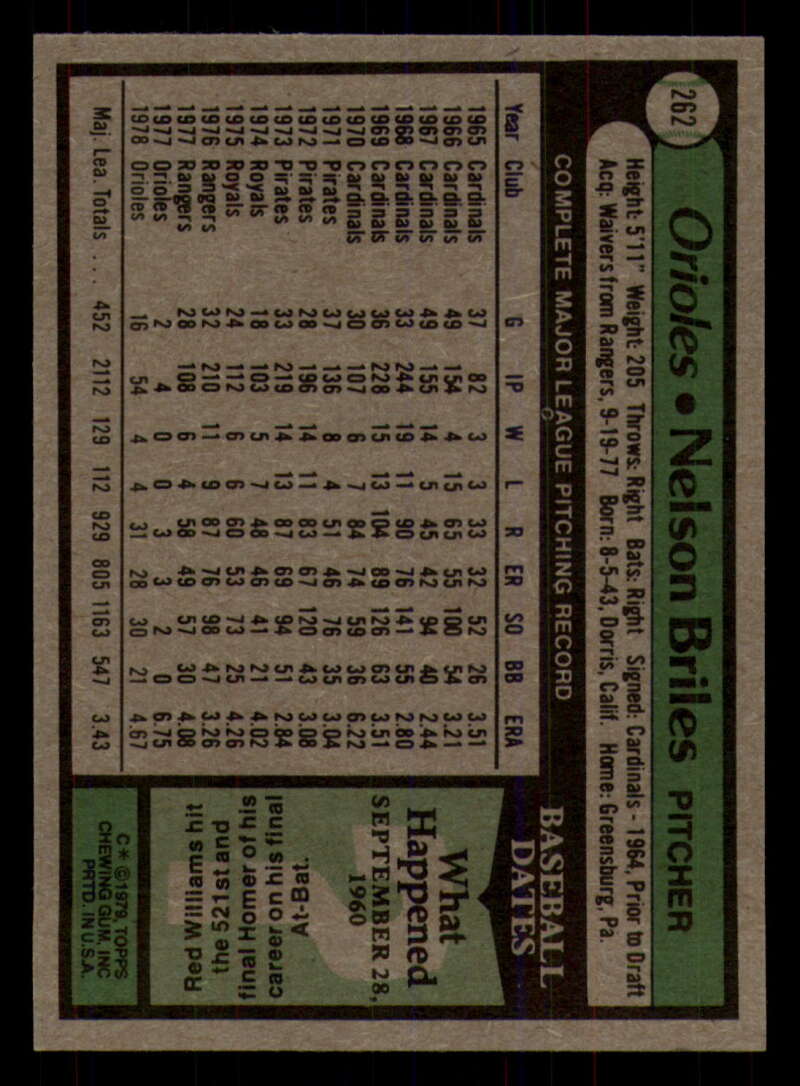 262
Orioles • Nelson Briles PITCHER
Height: 5'11" Weight: 205 Throws: Right Bats: Right Signed: Cardinals - 1964, Prior to Draft
Acq: Waivers from Rangers, 9-19-77 Born: 8-5-43, Dorris, Calif. Home: Greensburg, Pa.
COMPLETE MAJOR LEAGUE PITCHING RECORD
Year Club G IP W L R ER SO BB ERA
1965 Cardinals 37 82 3 3 33 32 52 26 3.51
1966 Cardinals 49 154 4 15 65 55 100 54 3.21
1967 Cardinals 49 155 14 5 45 42 94 40 2.44
1968 Cardinals 33 244 19 11 90 76 141 55 2.80
1969 Cardinals 36 228 15 13 104 89 126 63 3.51
1970 Cardinals 30 107 6 7 84 74 59 36 6.22
1971 Pirates 37 136 8 4 51 46 76 35 3.04
1972 Pirates 28 196 14 11 83 67 120 43 3.08
1973 Pirates 33 219 14 13 87 69 94 51 2.84
1974 Royals 18 103 5 7 48 46 41 21 4.02
1975 Royals 24 112 6 6 60 53 73 25 4.26
1976 Rangers 32 210 11 9 87 76 98 47 3.26
1977 Rangers 28 108 6 4 58 49 57 30 4.08
1977 Orioles 2 4 0 0 3 3 2 0 6.75
1978 Orioles 16 54 4 4 31 28 30 21 4.67
Maj. Lea. Totals . . . 452 2112 129 112 929 805 1163 547 3.43
BASEBALL
DATES
What
Happened
SEPTEMBER 28,
1960
Red Williams hit
the 521st and
final Homer of his
career on his final
At-Bat.
C* ©1979, TOPPS
CHEWING GUM, INC
PRTD. IN U.S.A.